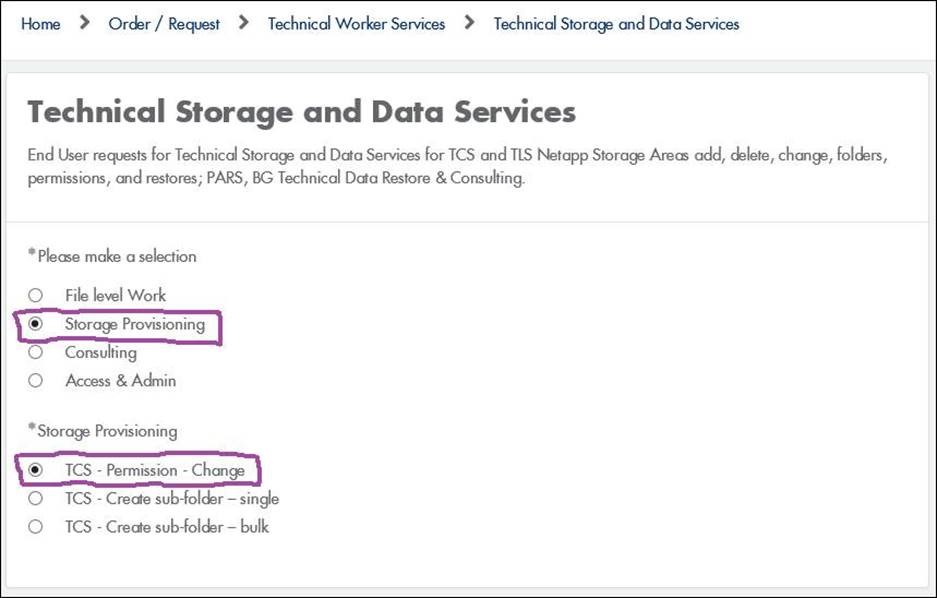 Home > Order / Request > Technical Worker Services > Technical Storage and Data Services
Technical Storage and Data Services
End User requests for Technical Storage and Data Services for TCS and TLS Netapp Storage Areas add, delete, change, folders,
permissions, and restores; PARS, BG Technical Data Restore & Consulting.
*Please make a selection
File level Work
Storage Provisioning
Consulting
Access & Admin
*Storage Provisioning
TCS - Permission - Change
TCS - Create sub-folder – single
TCS - Create sub-folder – bulk